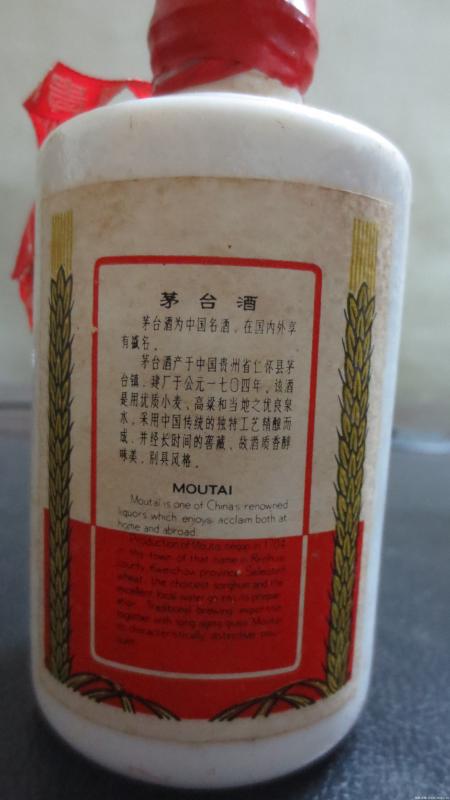 茅台酒
茅台酒为中国名酒，在国内外享
有盛名。
茅台酒产于中国贵州省仁怀县茅
台镇，建厂于公元一七〇四年，该酒
是用优质小麦、高粱和当地之优良泉
水，采用中国传统的独特工艺精酿而
成，并经长时间的窖藏，故酒质香醇
味美，别具风格。
MOUTAI
Moutai is one of China's renowned
liquors which enjoys acclaim both at
home and abroad.
Production of Moutai began in 1704
in this town of that name in Renhuai
county Kweichow province. Selected
wheat, the choicest sorghum and the
excellent local water go into its prepar-
ation. Traditional brewing expertise
together with long aging gives Moutai
its characteristically distinctive